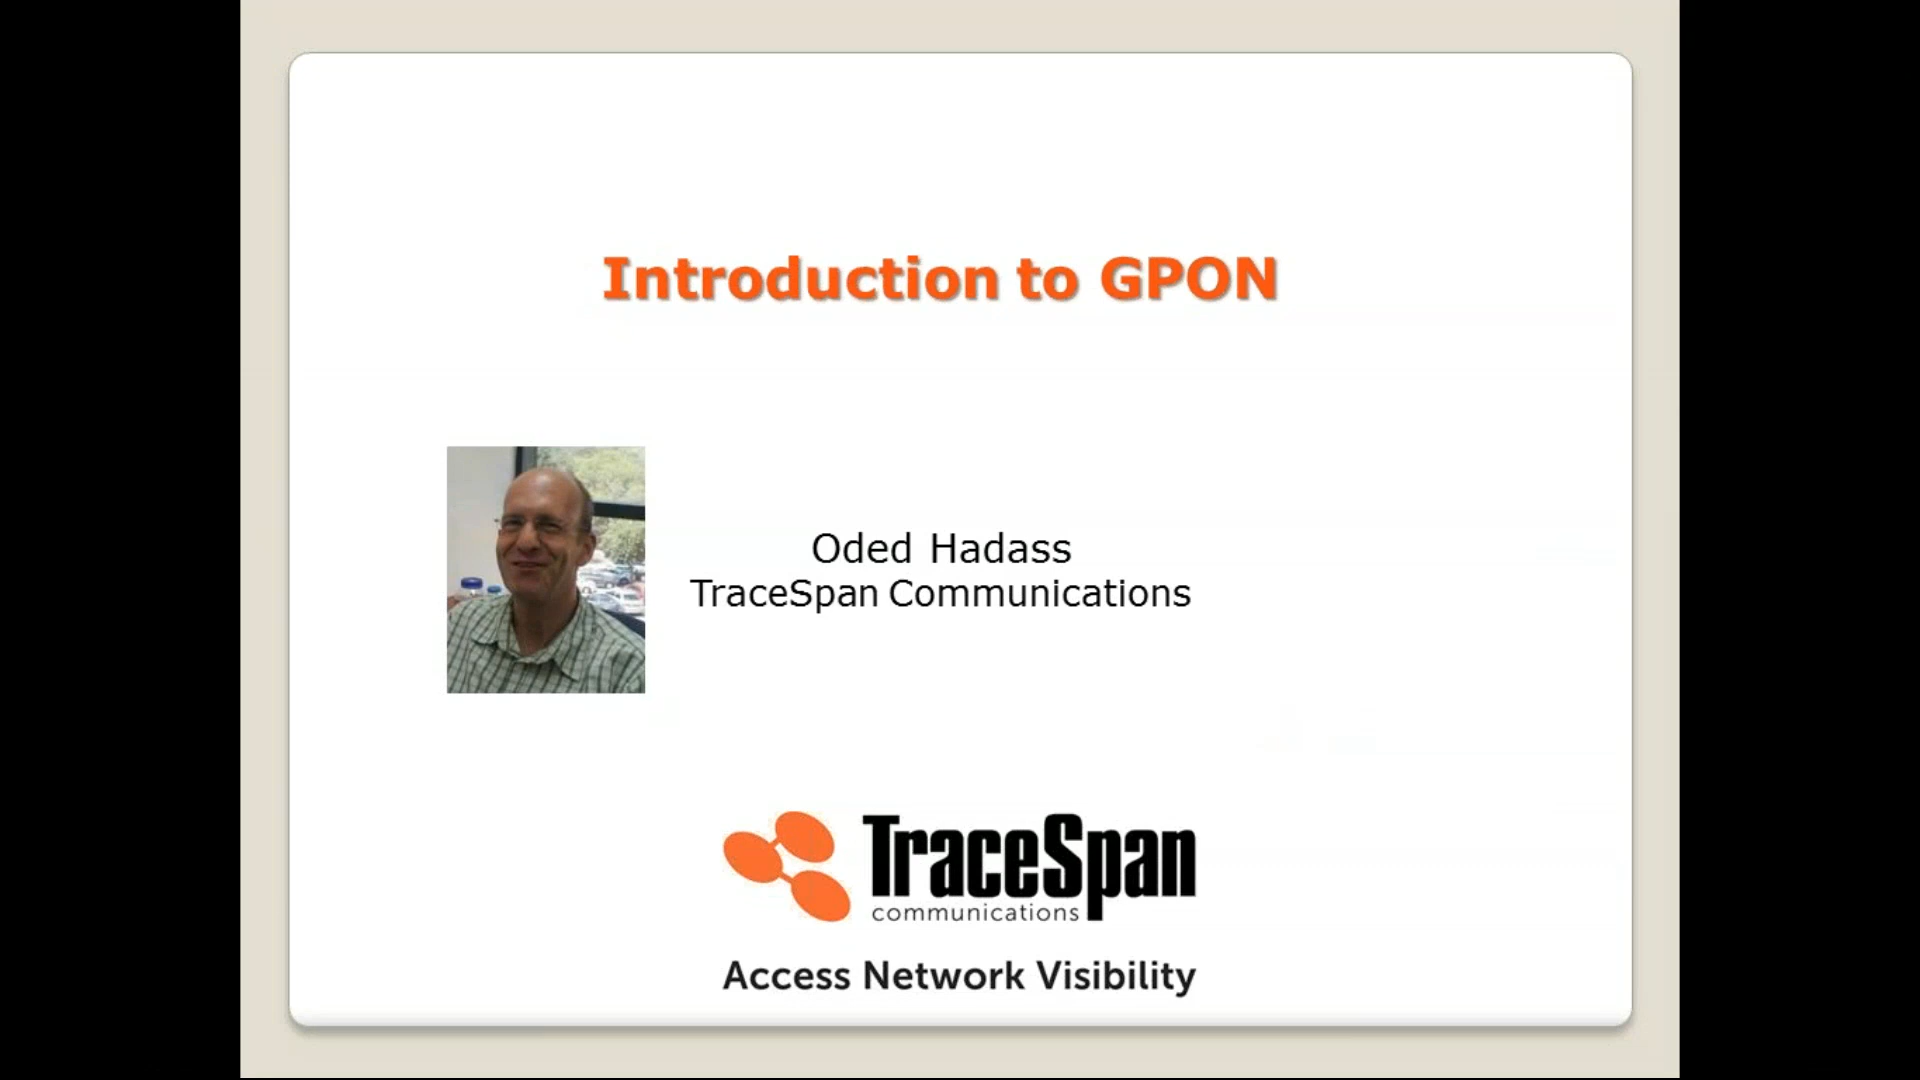 Introduction to GPON
Oded Hadass
TraceSpan Communications
TraceSpan
communications
Access Network Visibility